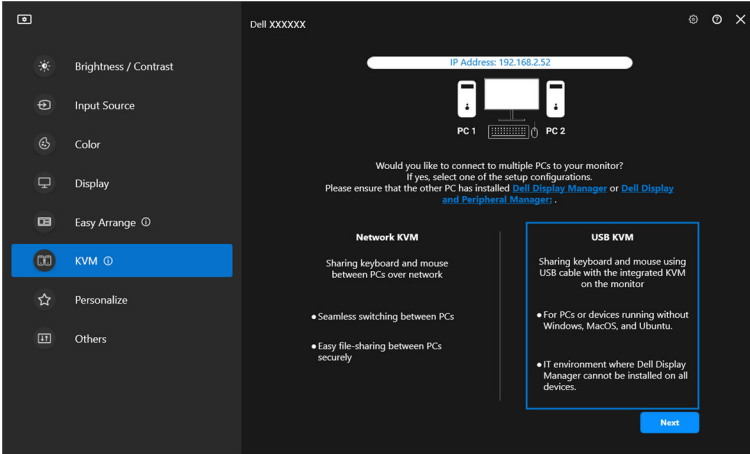 Dell XXXXXX
Brightness / Contrast
Input Source
Color
Display
Easy Arrange
KVM
Personalize
Others
IP Address: 192.168.2.52
PC 1
PC 2
Would you like to connect to multiple PCs to your monitor?
If yes, select one of the setup configurations.
Please ensure that the other PC has installed Dell Display Manager or Dell Display
and Peripheral Manager: .
Network KVM
Sharing keyboard and mouse
between PCs over network
● Seamless switching between PCs
● Easy file-sharing between PCs
securely
USB KVM
Sharing keyboard and mouse using
USB cable with the integrated KVM
on the monitor
● For PCs or devices running without
Windows, MacOS, and Ubuntu.
● IT environment where Dell Display
Manager cannot be installed on all
devices.
Next